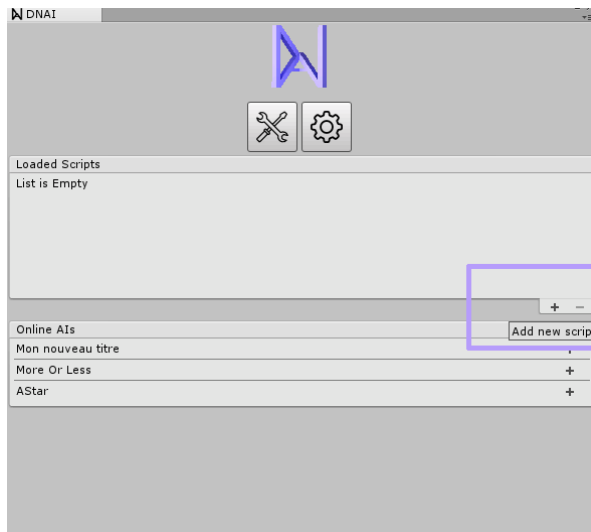 DNAI
Loaded Scripts
List is Empty
+ −
Online AIs
Add new scrip
Mon nouveau titre
+
More Or Less +
AStar +